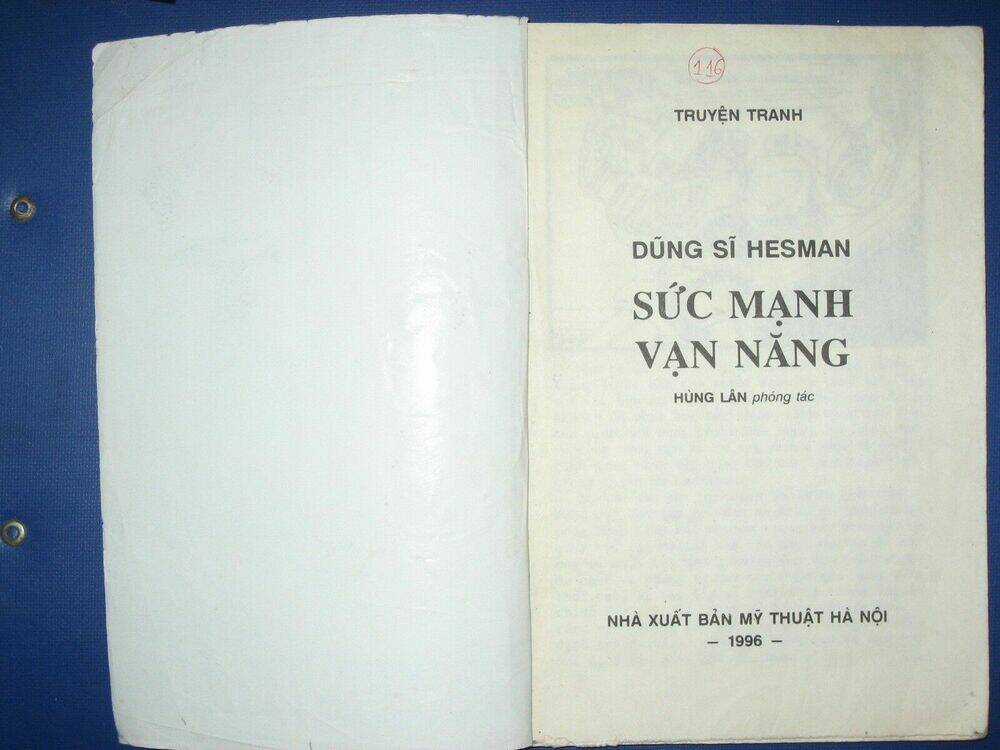 116
TRUYỆN TRANH
DŨNG SĨ HESMAN
SỨC MẠNH
VẠN NĂNG
HÙNG LÂN phóng tác
NHÀ XUẤT BẢN MỸ THUẬT HÀ NỘI
– 1996 –